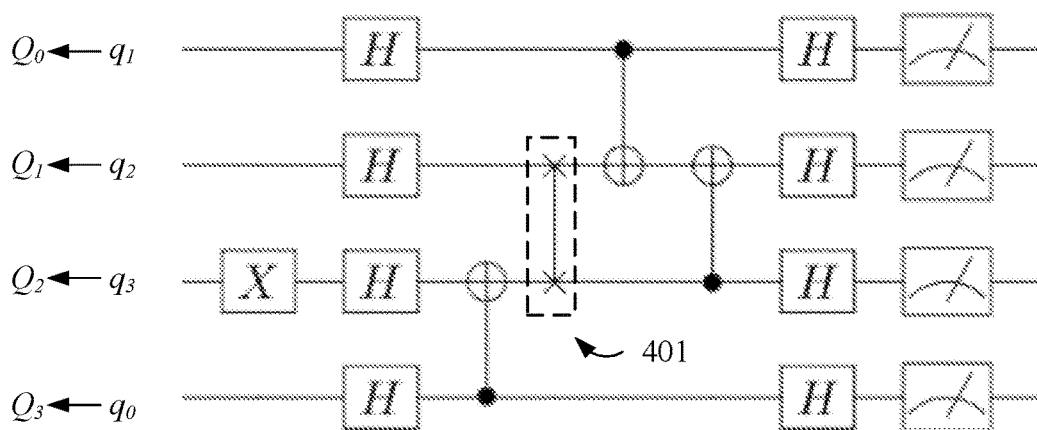 Q₀ ← q₁ H H
Q₁ ← q₂ H H
Q₂ ← q₃ X H H
401
Q₃ ← q₀ H H